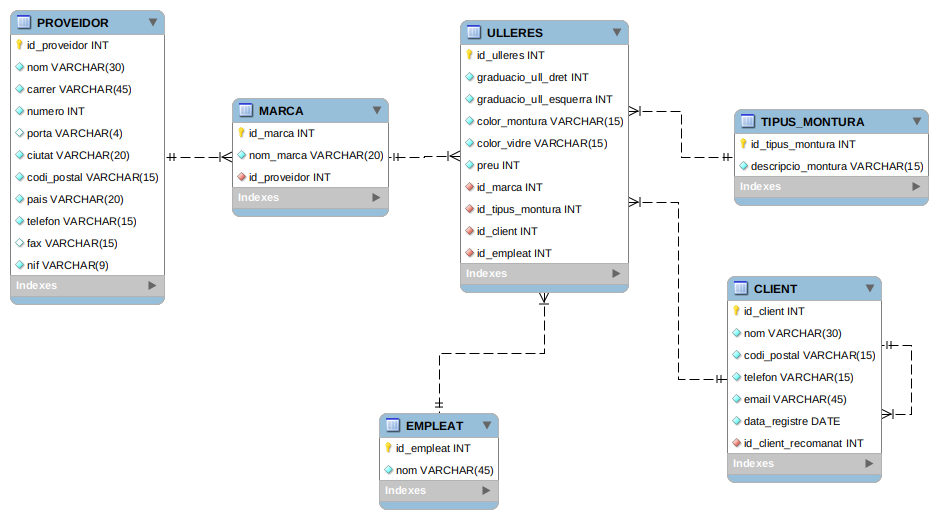 PROVEIDOR
id_proveidor INT
nom VARCHAR(30)
carrer VARCHAR(45)
numero INT
porta VARCHAR(4)
ciutat VARCHAR(20)
codi_postal VARCHAR(15)
pais VARCHAR(20)
telefon VARCHAR(15)
fax VARCHAR(15)
nif VARCHAR(9)
Indexes
MARCA
id_marca INT
nom_marca VARCHAR(20)
id_proveidor INT
Indexes
ULLERES
id_ulleres INT
graduacio_ull_dret INT
graduacio_ull_esquerra INT
color_montura VARCHAR(15)
color_vidre VARCHAR(15)
preu INT
id_marca INT
id_tipus_montura INT
id_client INT
id_empleat INT
Indexes
TIPUS_MONTURA
id_tipus_montura INT
descripcio_montura VARCHAR(15)
Indexes
CLIENT
id_client INT
nom VARCHAR(30)
codi_postal VARCHAR(15)
telefon VARCHAR(15)
email VARCHAR(45)
data_registre DATE
id_client_recomanat INT
Indexes
EMPLEAT
id_empleat INT
nom VARCHAR(45)
Indexes